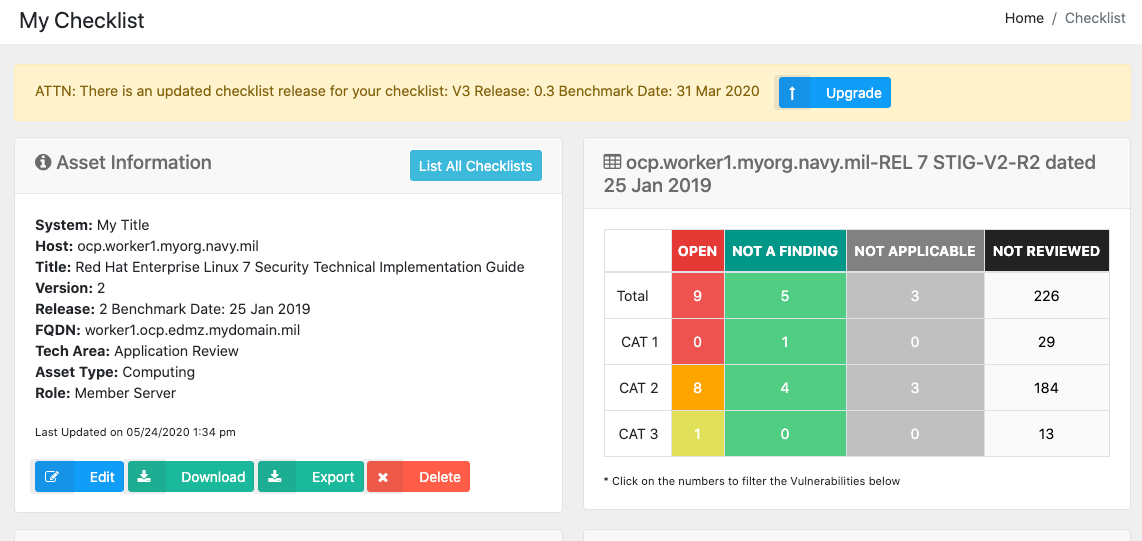 My Checklist
Home / Checklist
ATTN: There is an updated checklist release for your checklist: V3 Release: 0.3 Benchmark Date: 31 Mar 2020
Upgrade
Asset Information
List All Checklists
System: My Title
Host: ocp.worker1.myorg.navy.mil
Title: Red Hat Enterprise Linux 7 Security Technical Implementation Guide
Version: 2
Release: 2 Benchmark Date: 25 Jan 2019
FQDN: worker1.ocp.edmz.mydomain.mil
Tech Area: Application Review
Asset Type: Computing
Role: Member Server
Last Updated on 05/24/2020 1:34 pm
Edit Download Export Delete
ocp.worker1.myorg.navy.mil-REL 7 STIG-V2-R2 dated
25 Jan 2019
OPEN NOT A FINDING NOT APPLICABLE NOT REVIEWED
Total 9 5 3 226
CAT 1 0 1 0 29
CAT 2 8 4 3 184
CAT 3 1 0 0 13
* Click on the numbers to filter the Vulnerabilities below